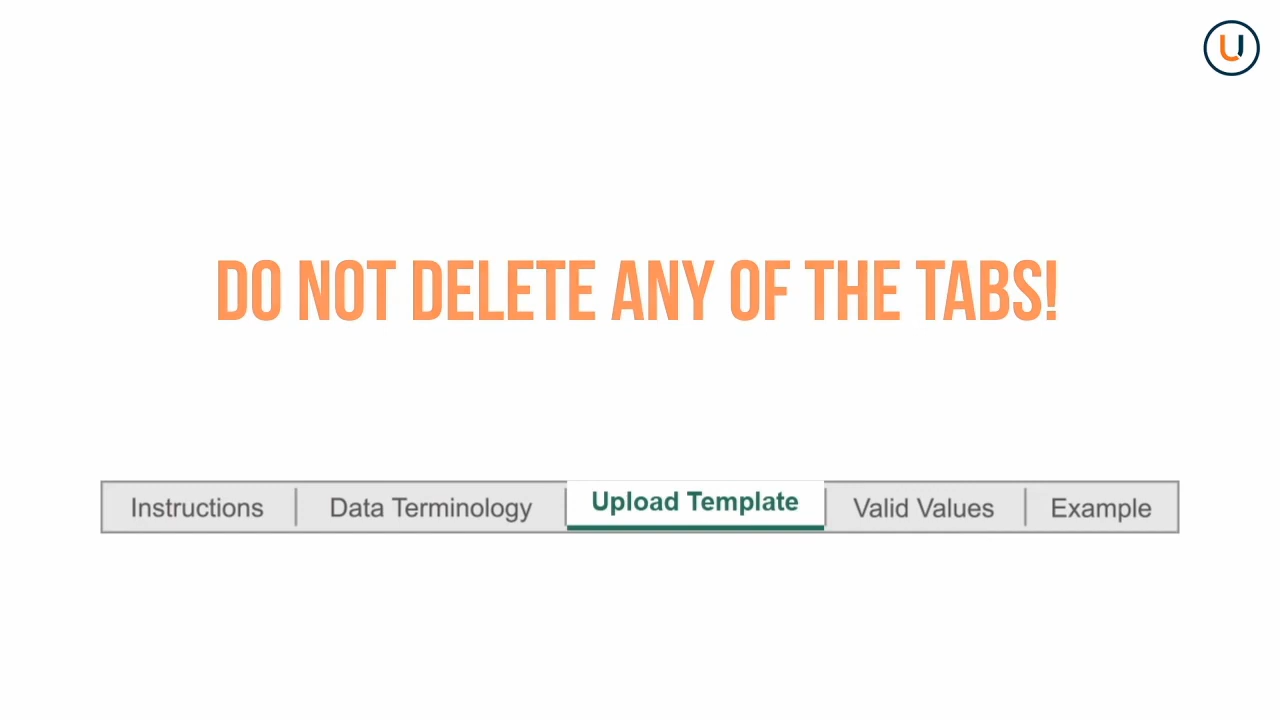 U
DO NOT DELETE ANY OF THE TABS!
Instructions Data Terminology Upload Template Valid Values Example